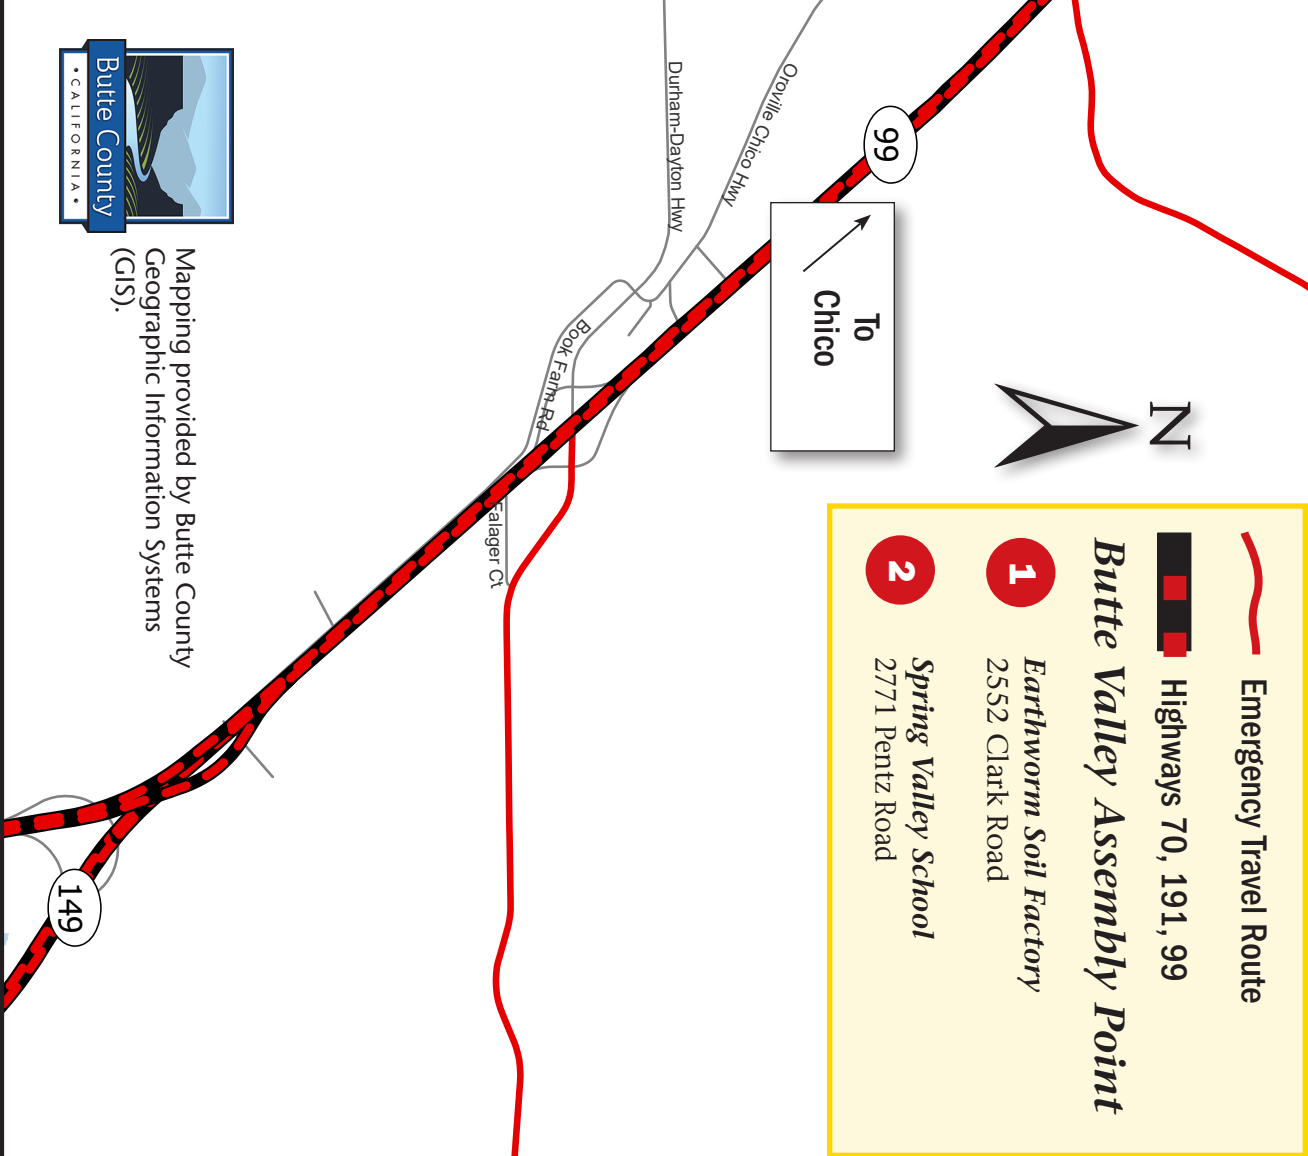 Emergency Travel Route
Highways 70, 191, 99
Butte Valley Assembly Point
1
Earthworm Soil Factory
2552 Clark Road
2
Spring Valley School
2771 Pentz Road
N
To
Chico
99
Oroville Chico Hwy
Durham-Dayton Hwy
Book Farm Rd
Falager Ct
149
Butte County
•CALIFORNIA•
Mapping provided by Butte County
Geographic Information Systems
(GIS).